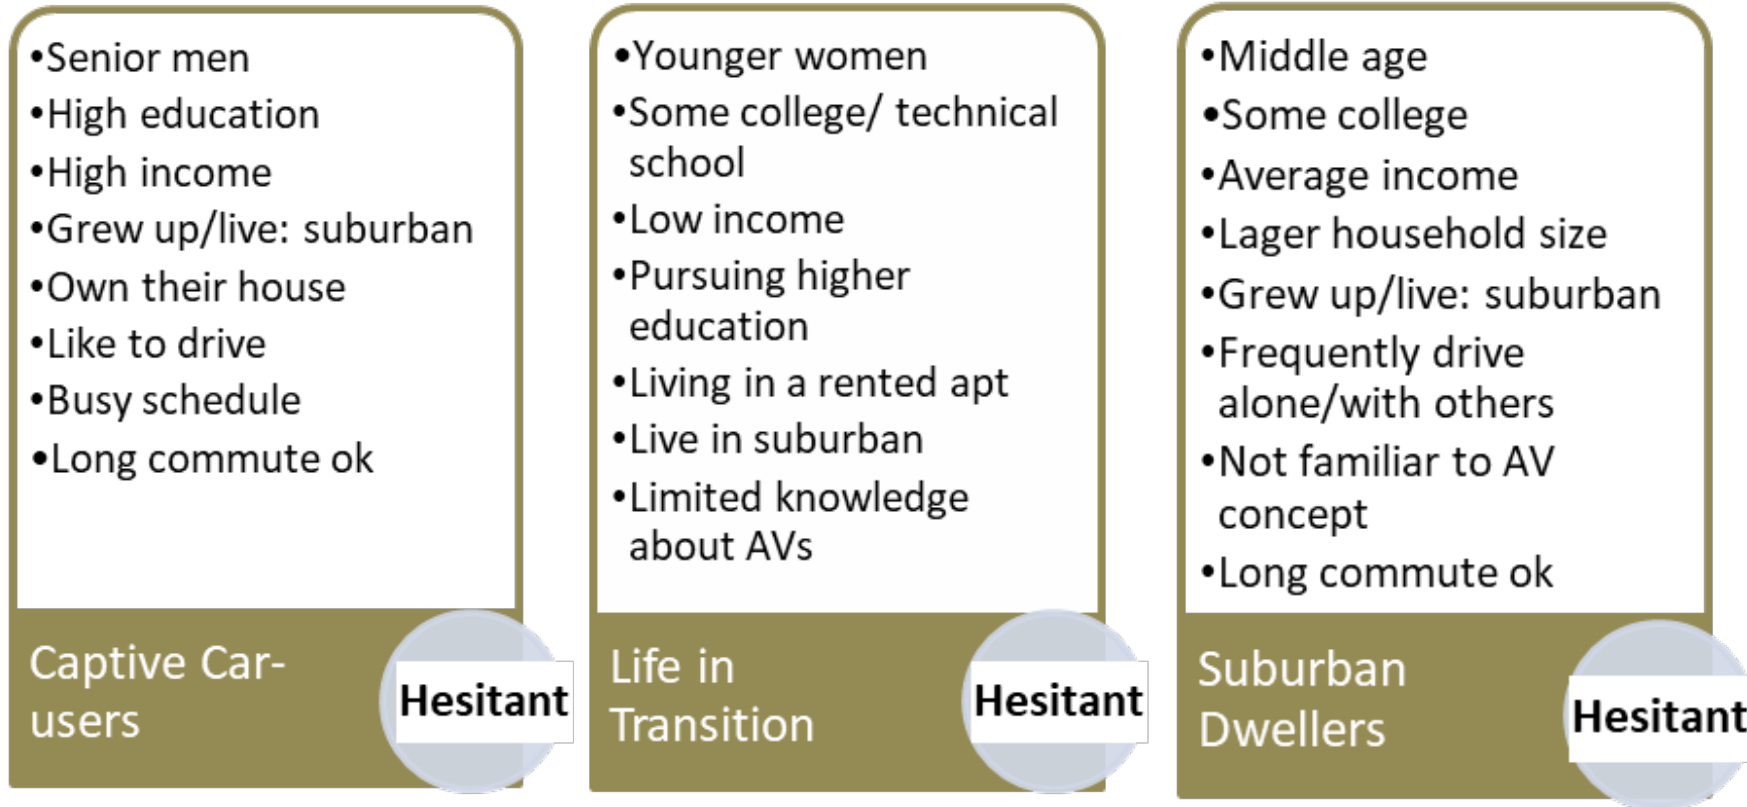 •Senior men
•High education
•High income
•Grew up/live: suburban
•Own their house
•Like to drive
•Busy schedule
•Long commute ok
Captive Car-
users
Hesitant
•Younger women
•Some college/ technical
school
•Low income
•Pursuing higher
education
•Living in a rented apt
•Live in suburban
•Limited knowledge
about AVs
Life in
Transition
Hesitant
•Middle age
•Some college
•Average income
•Lager household size
•Grew up/live: suburban
•Frequently drive
alone/with others
•Not familiar to AV
concept
•Long commute ok
Suburban
Dwellers
Hesitant